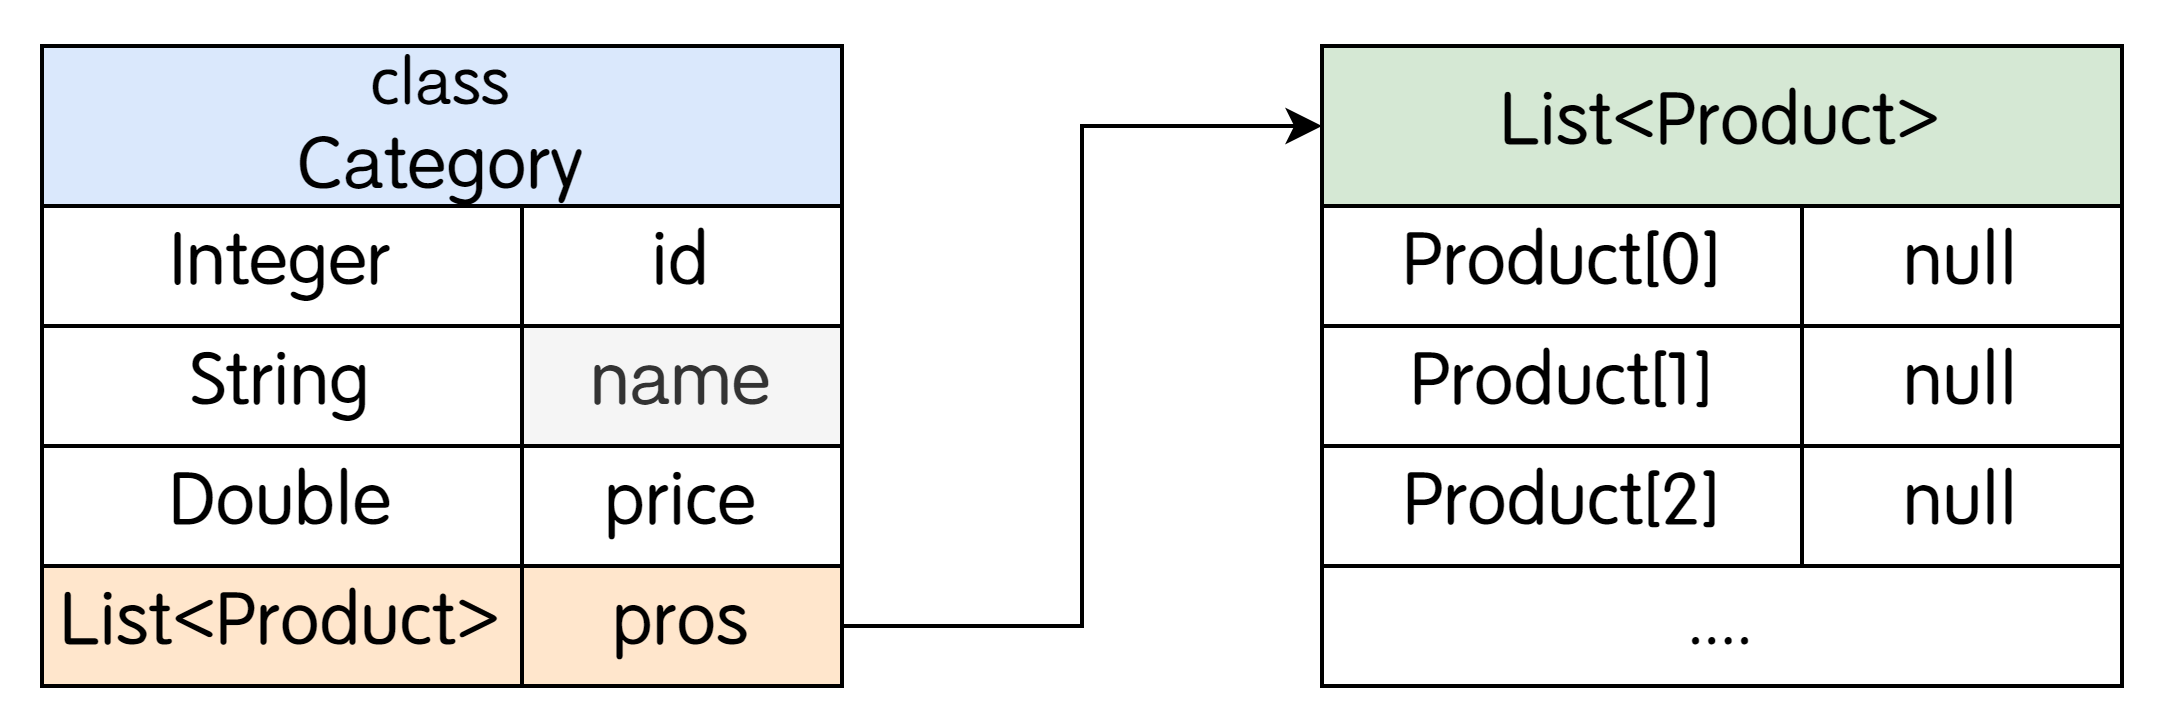 class
Category
Integer id
String name
Double price
List<Product> pros
List<Product>
Product[0] null
Product[1] null
Product[2] null
....